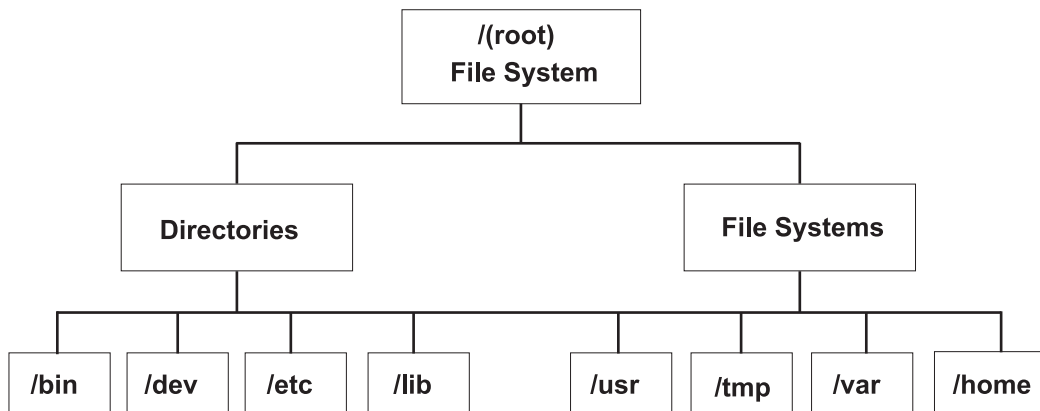 /(root)
File System
Directories
File Systems
/bin
/dev
/etc
/lib
/usr
/tmp
/var
/home